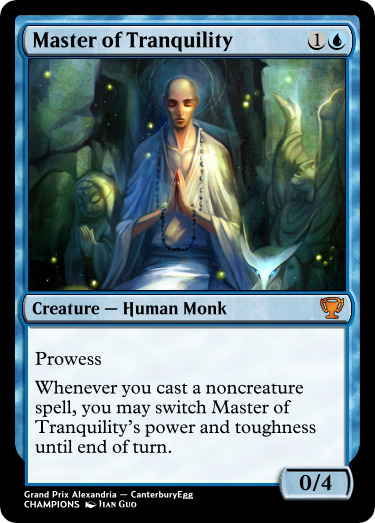 Master of Tranquility 1
Creature — Human Monk
Prowess
Whenever you cast a noncreature
spell, you may switch Master of
Tranquility's power and toughness
until end of turn.
0/4
Grand Prix Alexandria — CanterburyEgg
CHAMPIONS Jian Guo